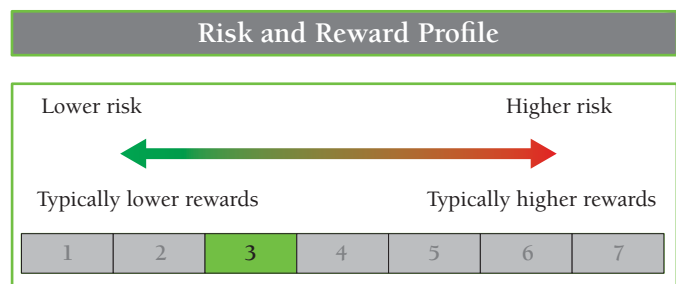 Risk and Reward Profile
Lower risk Higher risk
Typically lower rewards Typically higher rewards
1 2 3 4 5 6 7